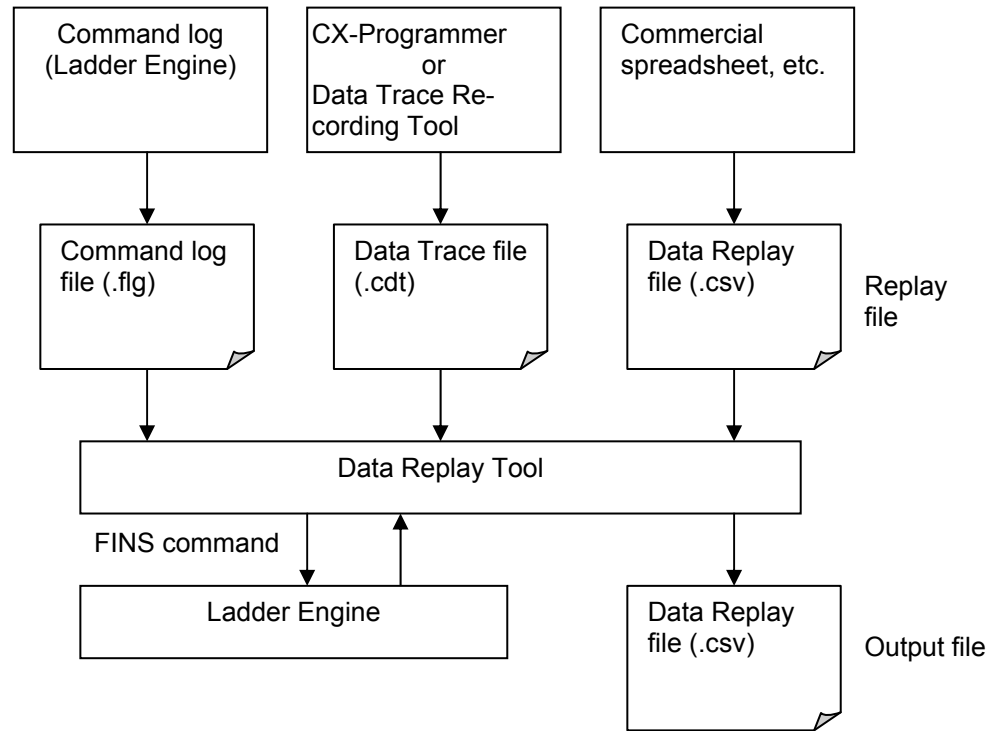 Command log
(Ladder Engine)
CX-Programmer
or
Data Trace Re-
cording Tool
Commercial
spreadsheet, etc.
Command log
file (.flg)
Data Trace file
(.cdt)
Data Replay
file (.csv)
Replay
file
Data Replay Tool
FINS command
Ladder Engine
Data Replay
file (.csv)
Output file